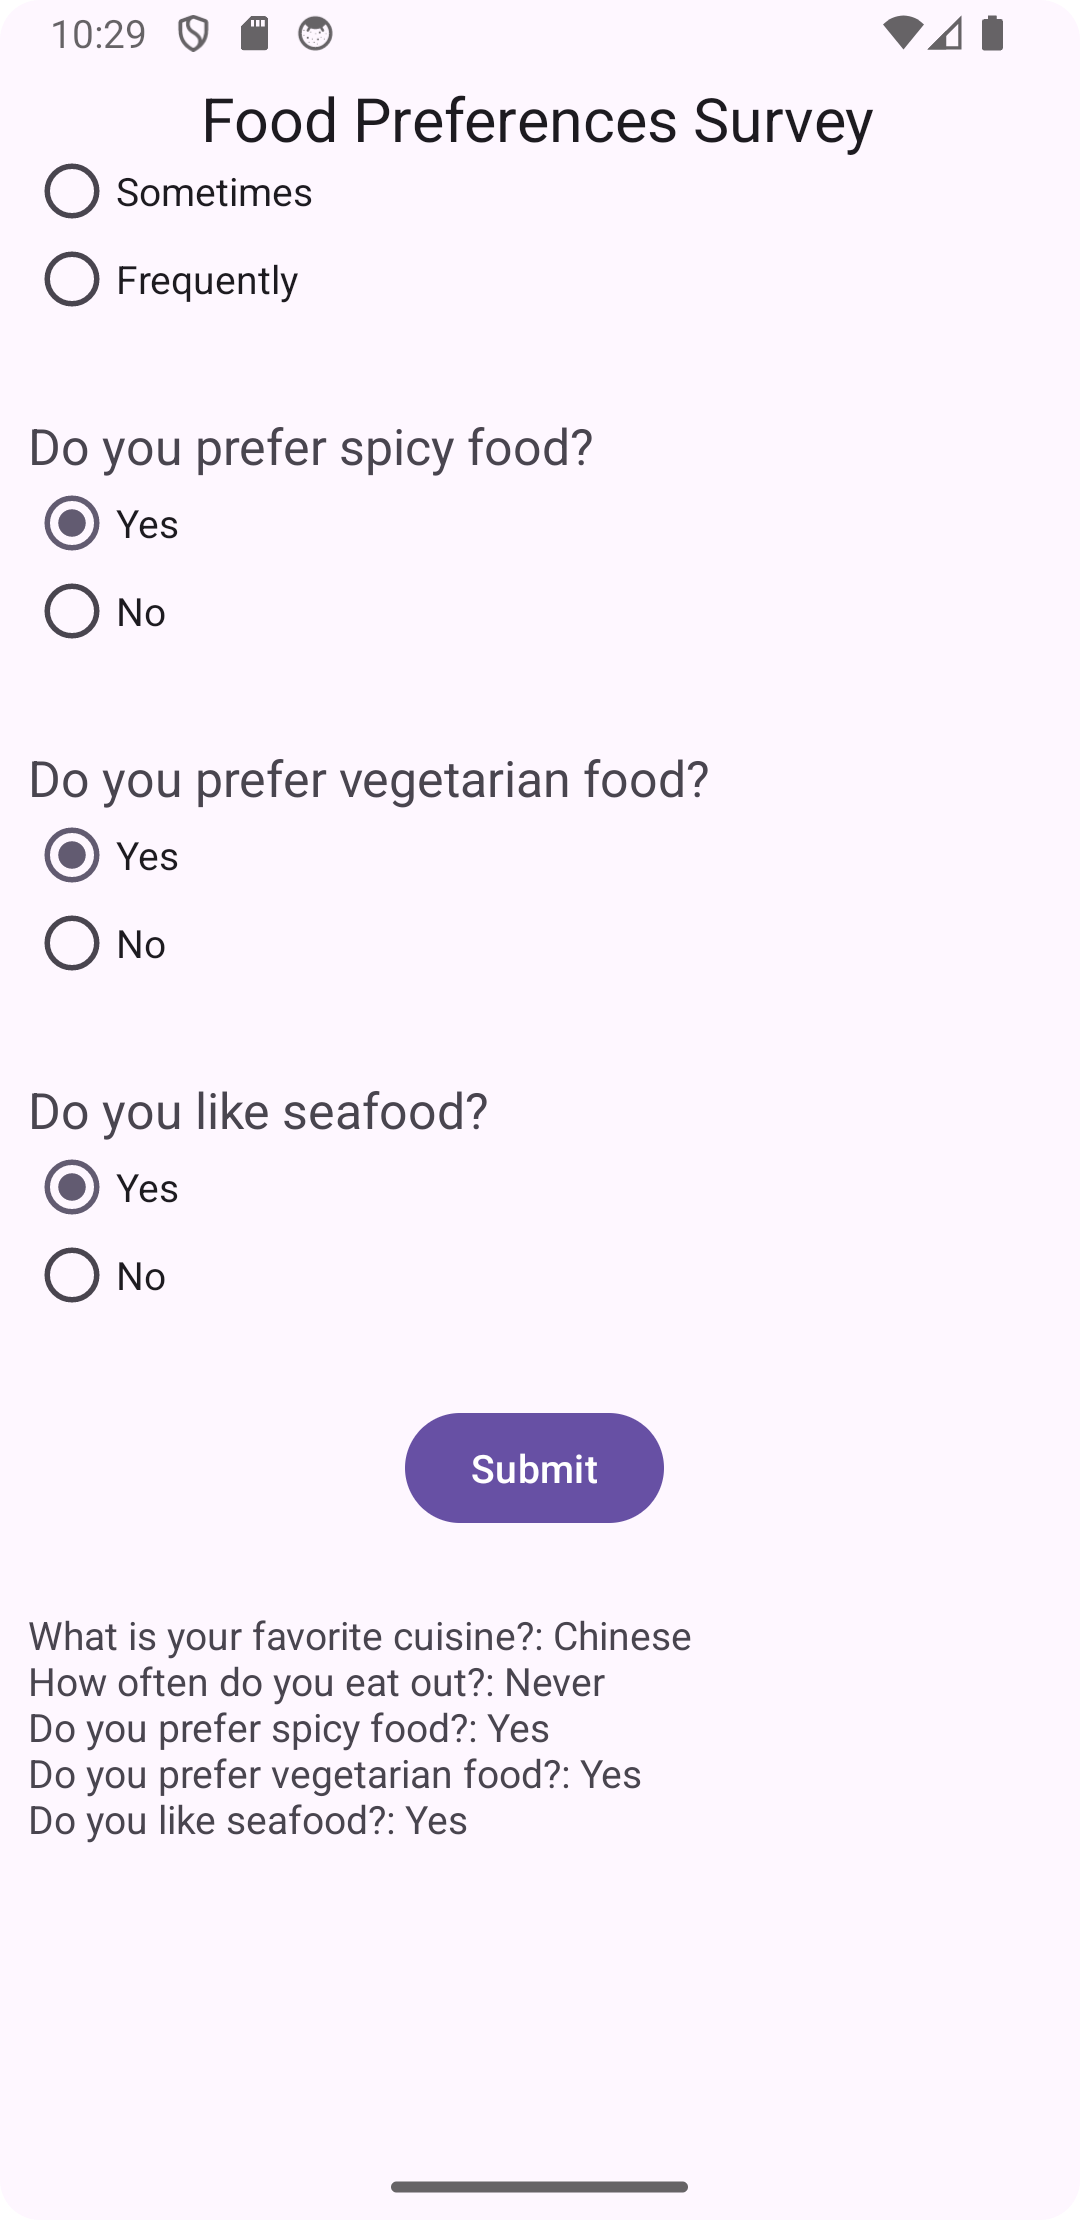 10:29
Food Preferences Survey
Sometimes
Frequently
Do you prefer spicy food?
Yes
No
Do you prefer vegetarian food?
Yes
No
Do you like seafood?
Yes
No
Submit
What is your favorite cuisine?: Chinese
How often do you eat out?: Never
Do you prefer spicy food?: Yes
Do you prefer vegetarian food?: Yes
Do you like seafood?: Yes